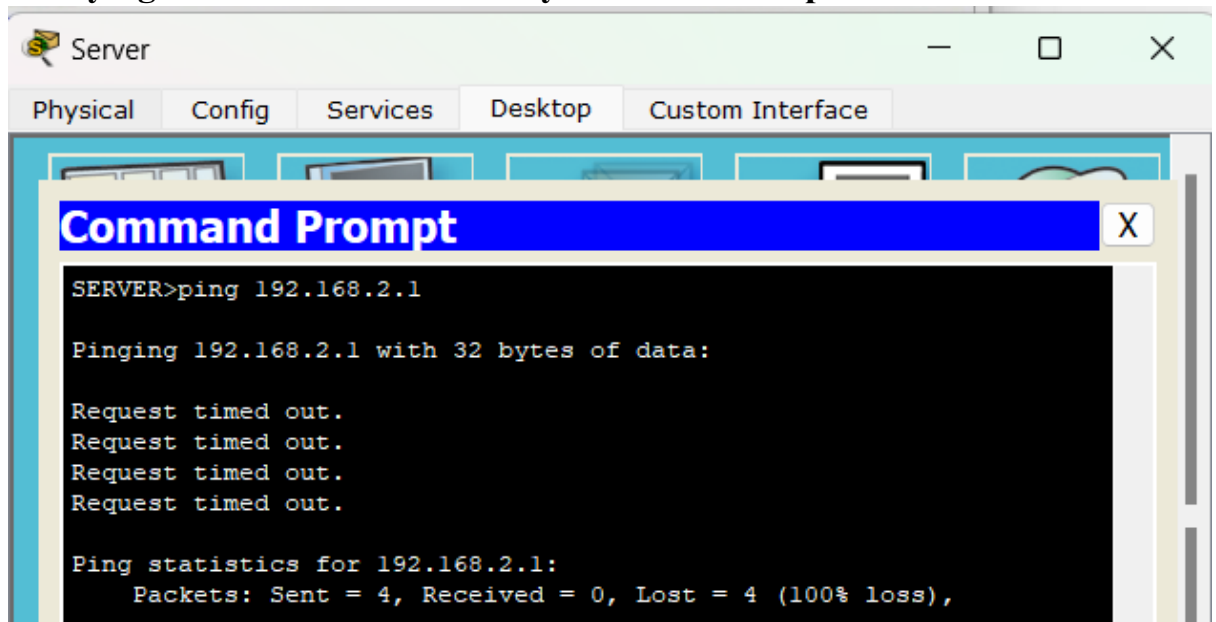 Server
Physical Config Services Desktop Custom Interface
Command Prompt X
SERVER>ping 192.168.2.1
Pinging 192.168.2.1 with 32 bytes of data:
Request timed out.
Request timed out.
Request timed out.
Request timed out.
Ping statistics for 192.168.2.1:
Packets: Sent = 4, Received = 0, Lost = 4 (100% loss),